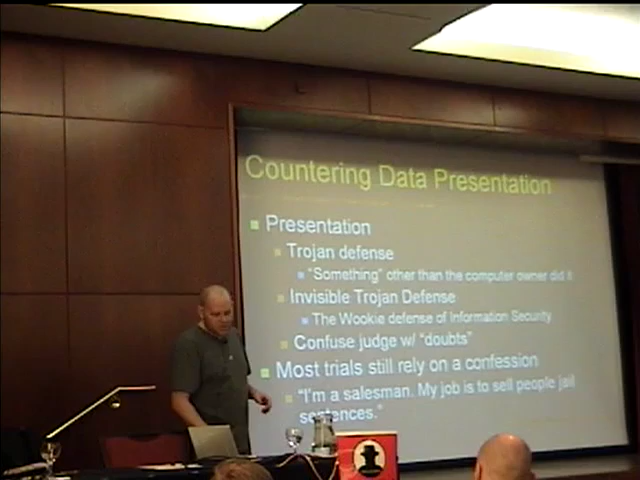 Countering Data Presentation
Presentation
Trojan defense
"Something" other than the computer owner did it
Invisible Trojan Defense
The Wookie defense of Information Security
Confuse judge w/ "doubts"
Most trials still rely on a confession
"I'm a salesman. My job is to sell people jail
sentences."